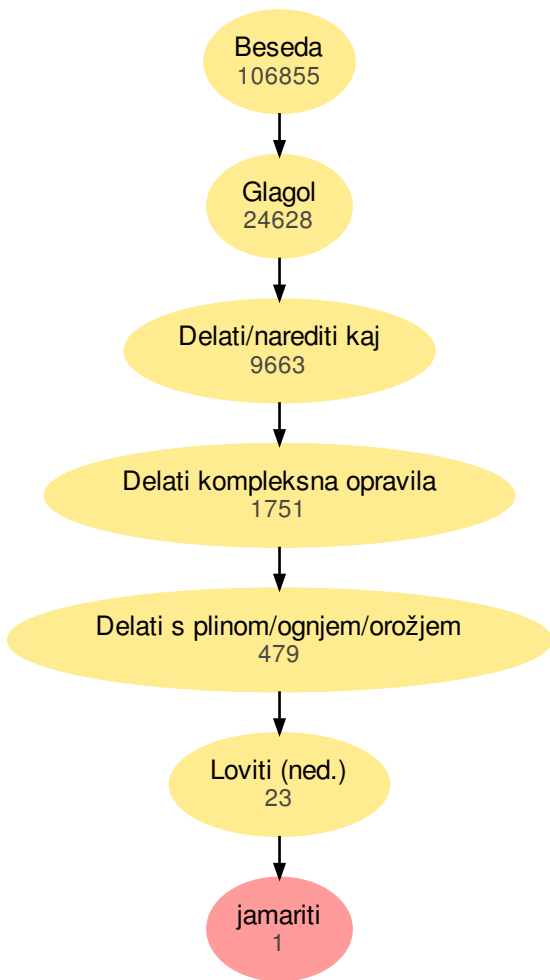 Beseda
106855
Glagol
24628
Delati/narediti kaj
9663
Delati kompleksna opravila
1751
Delati s plinom/ognjem/orožjem
479
Loviti (ned.)
23
jamariti
1